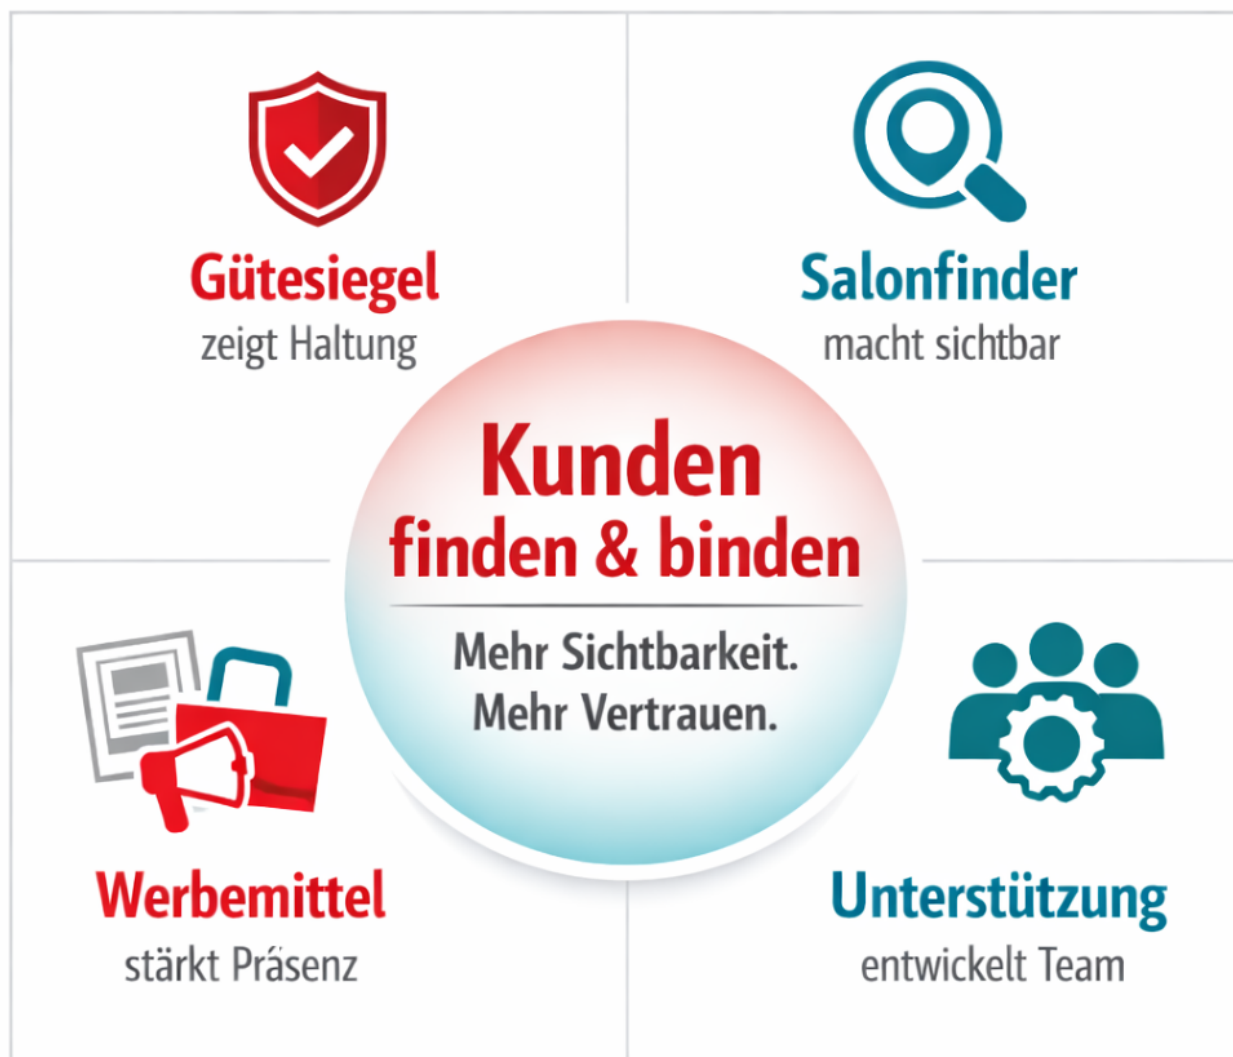 Gütesiegel
zeigt Haltung
Salonfinder
macht sichtbar
Kunden
finden & binden
Mehr Sichtbarkeit.
Mehr Vertrauen.
Werbemittel
stärkt Präsenz
Unterstützung
entwickelt Team